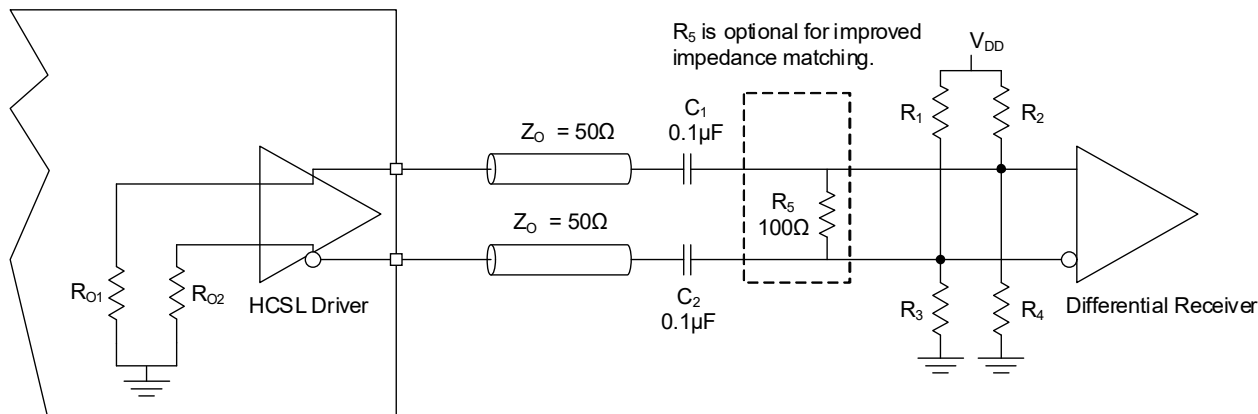 R5 is optional for improved
impedance matching.
VDD
C1
0.1µF
ZO = 50Ω
R1
R2
R5
100Ω
ZO = 50Ω
RO1
RO2
HCSL Driver
C2
0.1µF
R3
R4
Differential Receiver